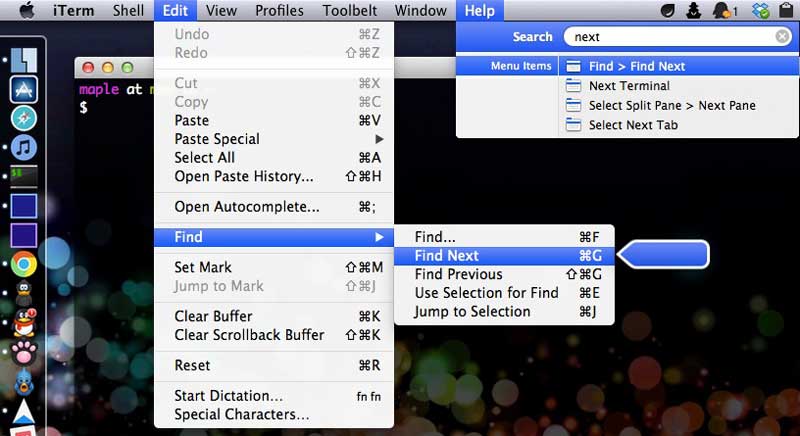 iTerm Shell Edit View Profiles Toolbelt Window Help 1
Search next
Menu Items Find > Find Next
Next Terminal
Select Split Pane > Next Pane
Select Next Tab
maple at
$
Undo ⌘Z
Redo ⇧⌘Z
Cut ⌘X
Copy ⌘C
Paste ⌘V
Paste Special
Select All ⌘A
Open Paste History... ⇧⌘H
Open Autocomplete... ⌘;
Find
Set Mark ⇧⌘M
Jump to Mark ⇧⌘J
Clear Buffer ⌘K
Clear Scrollback Buffer ⇧⌘K
Reset ⌘R
Start Dictation... fn fn
Special Characters...
Find... ⌘F
Find Next ⌘G
Find Previous ⇧⌘G
Use Selection for Find ⌘E
Jump to Selection ⌘J